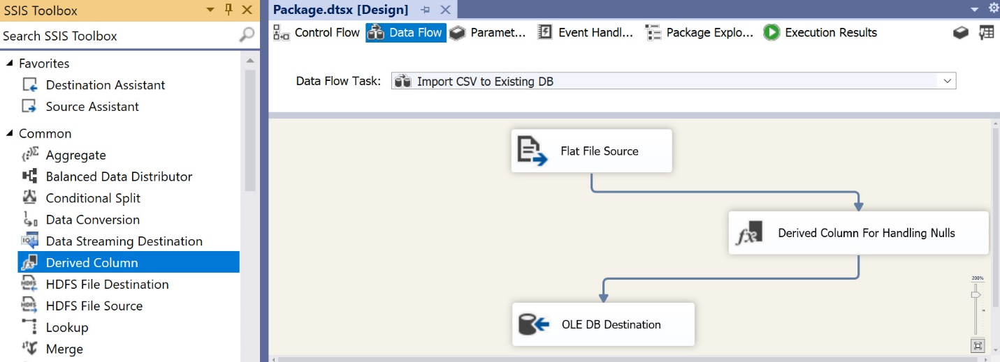 SSIS Toolbox
Search SSIS Toolbox
Favorites
Destination Assistant
Source Assistant
Common
Aggregate
Balanced Data Distributor
Conditional Split
Data Conversion
Data Streaming Destination
Derived Column
HDFS File Destination
HDFS File Source
Lookup
Merge
Package.dtsx [Design]
Control Flow Data Flow Paramet... Event Handl... Package Explo... Execution Results
Data Flow Task: Import CSV to Existing DB
Flat File Source
Derived Column For Handling Nulls
200%
OLE DB Destination